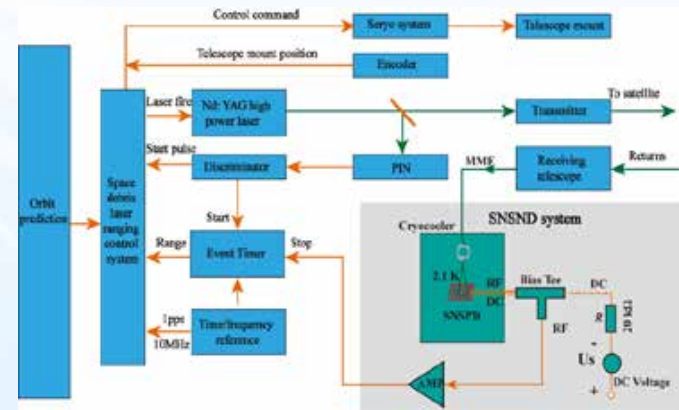 Control command
Servo system
Telescope mount
Telescope mount position
Encoder
Laser fire
Nd: YAG high
power laser
To satellite
Transmitter
Start pulse
Discriminator
PIN
MMF
Receiving
telescope
Returns
Orbit
prediction
Space
debris
laser
ranging
control
system
Start
SNSND system
Cryocooler
Range
Event Timer
Stop
2.1 K
RF
DC
Bias Tee
DC
SNSPD
RF
R
20 kΩ
1pps
10MHz
Time/frequency
reference
AMP
Us
-
+
DC Voltage